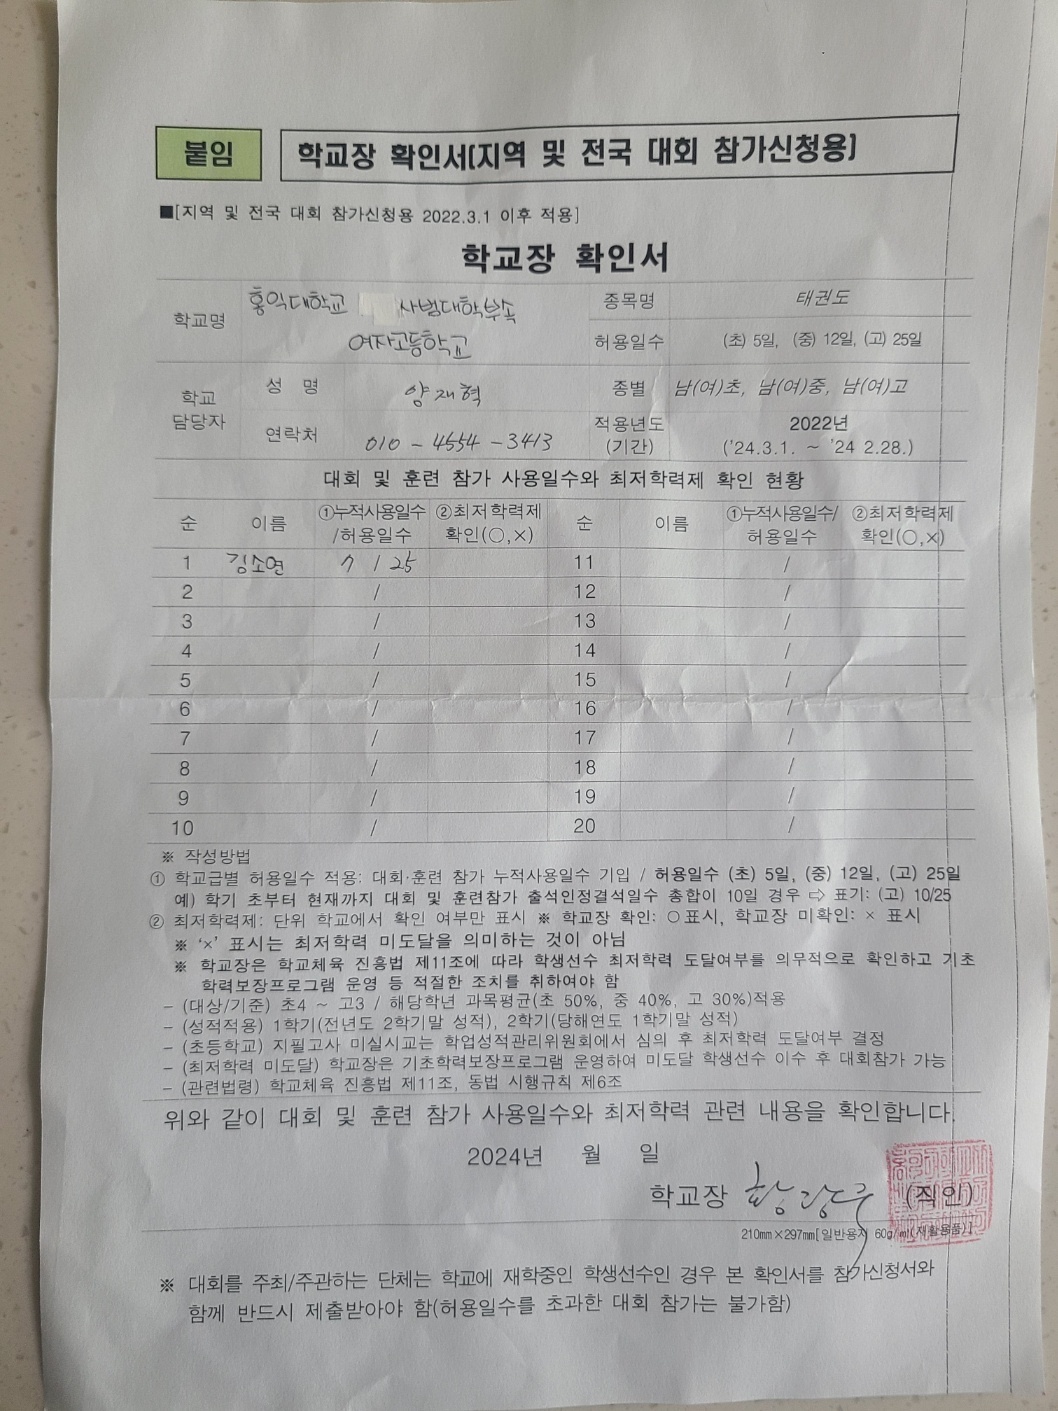 붙임
학교장 확인서[지역 및 전국 대회 참가신청용]
■[지역 및 전국 대회 참가신청용 2022.3.1 이후 적용]
학교장 확인서
학교명 홍익대학교 사범대학부속 여자고등학교
종목명 태권도
허용일수 (초) 5일, (중) 12일, (고) 25일
학교 담당자 성 명 양재혁
종별 남(여)초, 남(여)중, 남(여)고
연락처 010-4554-3413
적용년도 (기간) 2022년 ('24.3.1. ~ '24 2.28.)
대회 및 훈련 참가 사용일수와 최저학력제 확인 현황
순 이름 ①누적사용일수/허용일수 ②최저학력제 확인(○,×) 순 이름 ①누적사용일수/허용일수 ②최저학력제 확인(○,×)
1 김소연 7 / 25 11 /
2 / 12 /
3 / 13 /
4 / 14 /
5 / 15 /
6 / 16 /
7 / 17 /
8 / 18 /
9 / 19 /
10 / 20 /
※ 작성방법
① 학교급별 허용일수 적용: 대회·훈련 참가 누적사용일수 기입 / 허용일수 (초) 5일, (중) 12일, (고) 25일
예) 학기 초부터 현재까지 대회 및 훈련참가 출석인정결석일수 총합이 10일 경우 ⇨ 표기: (고) 10/25
② 최저학력제: 단위 학교에서 확인 여부만 표시 ※ 학교장 확인: ○표시, 학교장 미확인: × 표시
※ '×' 표시는 최저학력 미도달을 의미하는 것이 아님
※ 학교장은 학교체육 진흥법 제11조에 따라 학생선수 최저학력 도달여부를 의무적으로 확인하고 기초
학력보장프로그램 운영 등 적절한 조치를 취하여야 함
- (대상/기준) 초4 ~ 고3 / 해당학년 과목평균(초 50%, 중 40%, 고 30%)적용
- (성적적용) 1학기(전년도 2학기말 성적), 2학기(당해연도 1학기말 성적)
- (초등학교) 지필고사 미실시교는 학업성적관리위원회에서 심의 후 최저학력 도달여부 결정
- (최저학력 미도달) 학교장은 기초학력보장프로그램 운영하여 미도달 학생선수 이수 후 대회참가 가능
- (관련법령) 학교체육 진흥법 제11조, 동법 시행규칙 제6조
위와 같이 대회 및 훈련 참가 사용일수와 최저학력 관련 내용을 확인합니다.
2024년 월 일
학교장 (직인)
210mm×297mm[일반용지 60g/㎡(재활용품)]
※ 대회를 주최/주관하는 단체는 학교에 재학중인 학생선수인 경우 본 확인서를 참가신청서와
함께 반드시 제출받아야 함(허용일수를 초과한 대회 참가는 불가함)